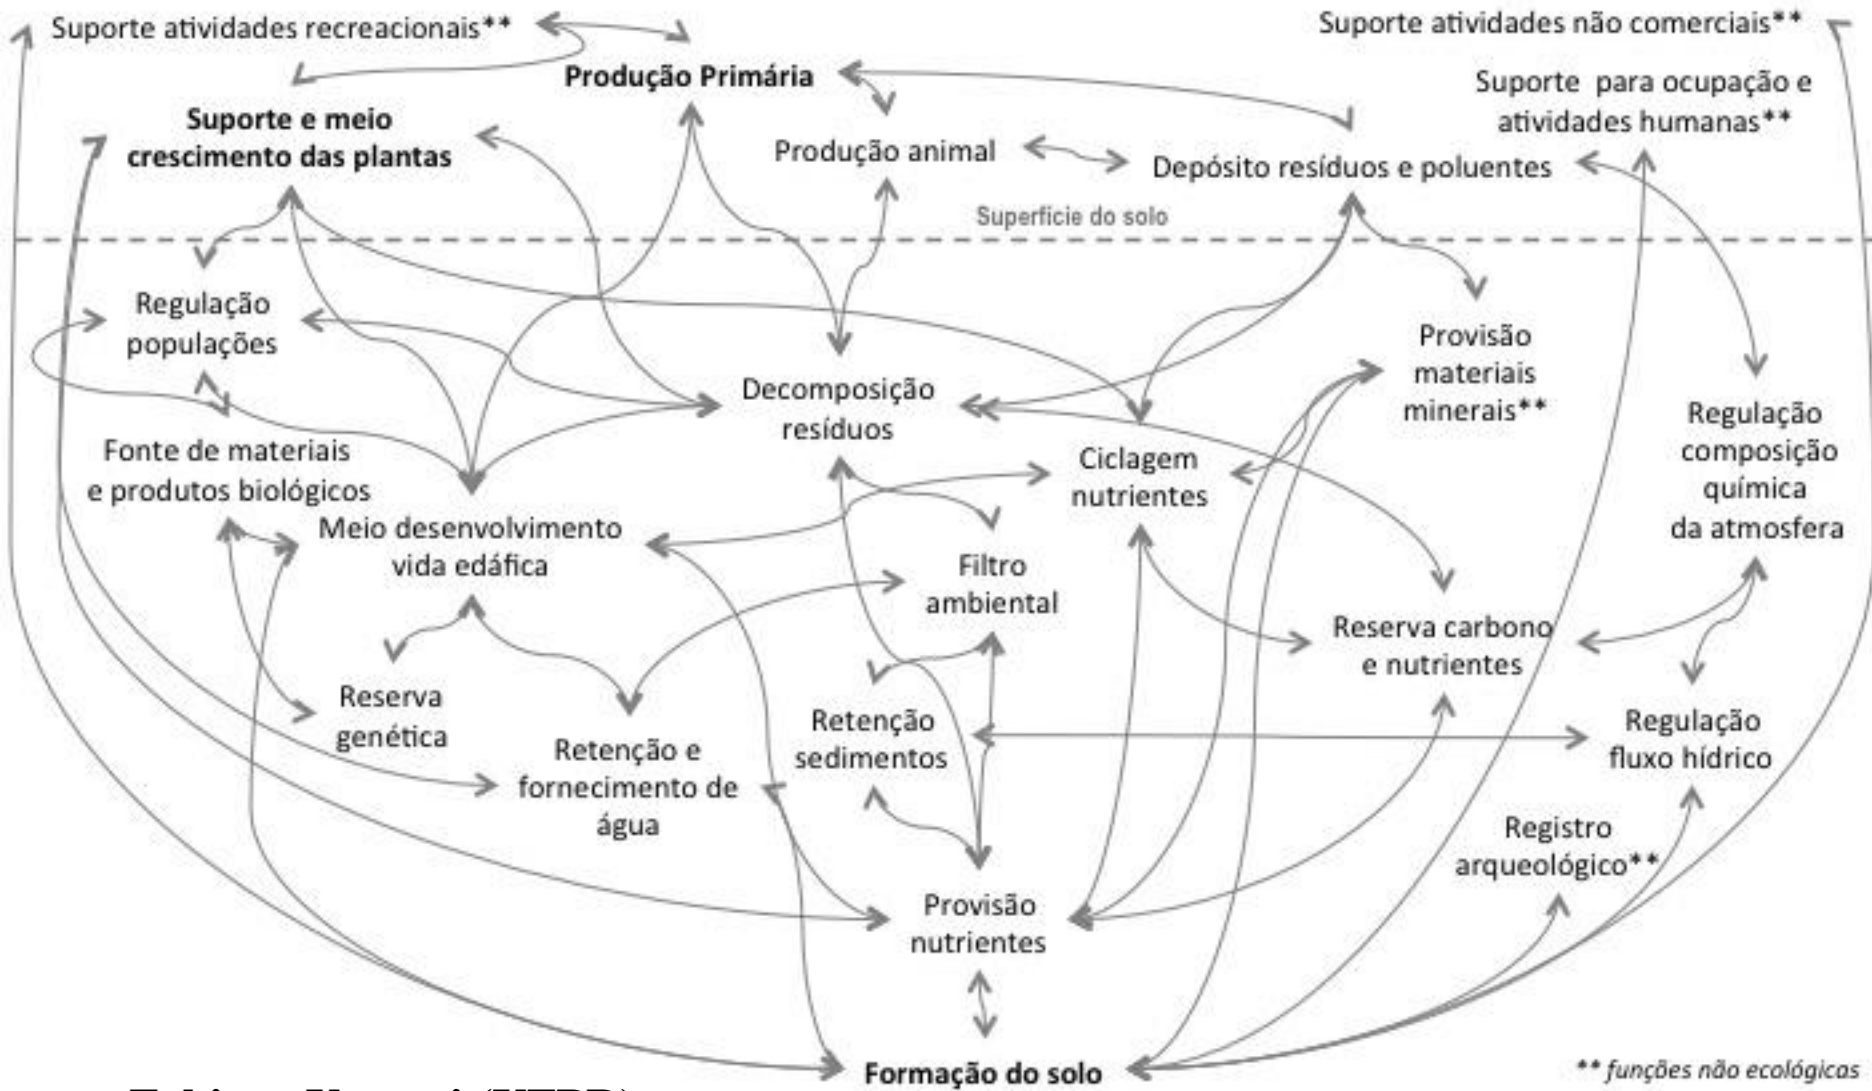 Suporte atividades recreacionais**
Suporte atividades não comerciais**
Produção Primária
Suporte para ocupação e
atividades humanas**
Suporte e meio
crescimento das plantas
Produção animal
Depósito resíduos e poluentes
Superfície do solo
Regulação
populações
Provisão
materiais
minerais**
Decomposição
resíduos
Regulação
composição
química
da atmosfera
Fonte de materiais
e produtos biológicos
Ciclagem
nutrientes
Meio desenvolvimento
vida edáfica
Filtro
ambiental
Reserva carbono
e nutrientes
Reserva
genética
Retenção e
fornecimento de
água
Retenção
sedimentos
Regulação
fluxo hídrico
Registro
arqueológico**
Provisão
nutrientes
Formação do solo
** funções não ecológicas